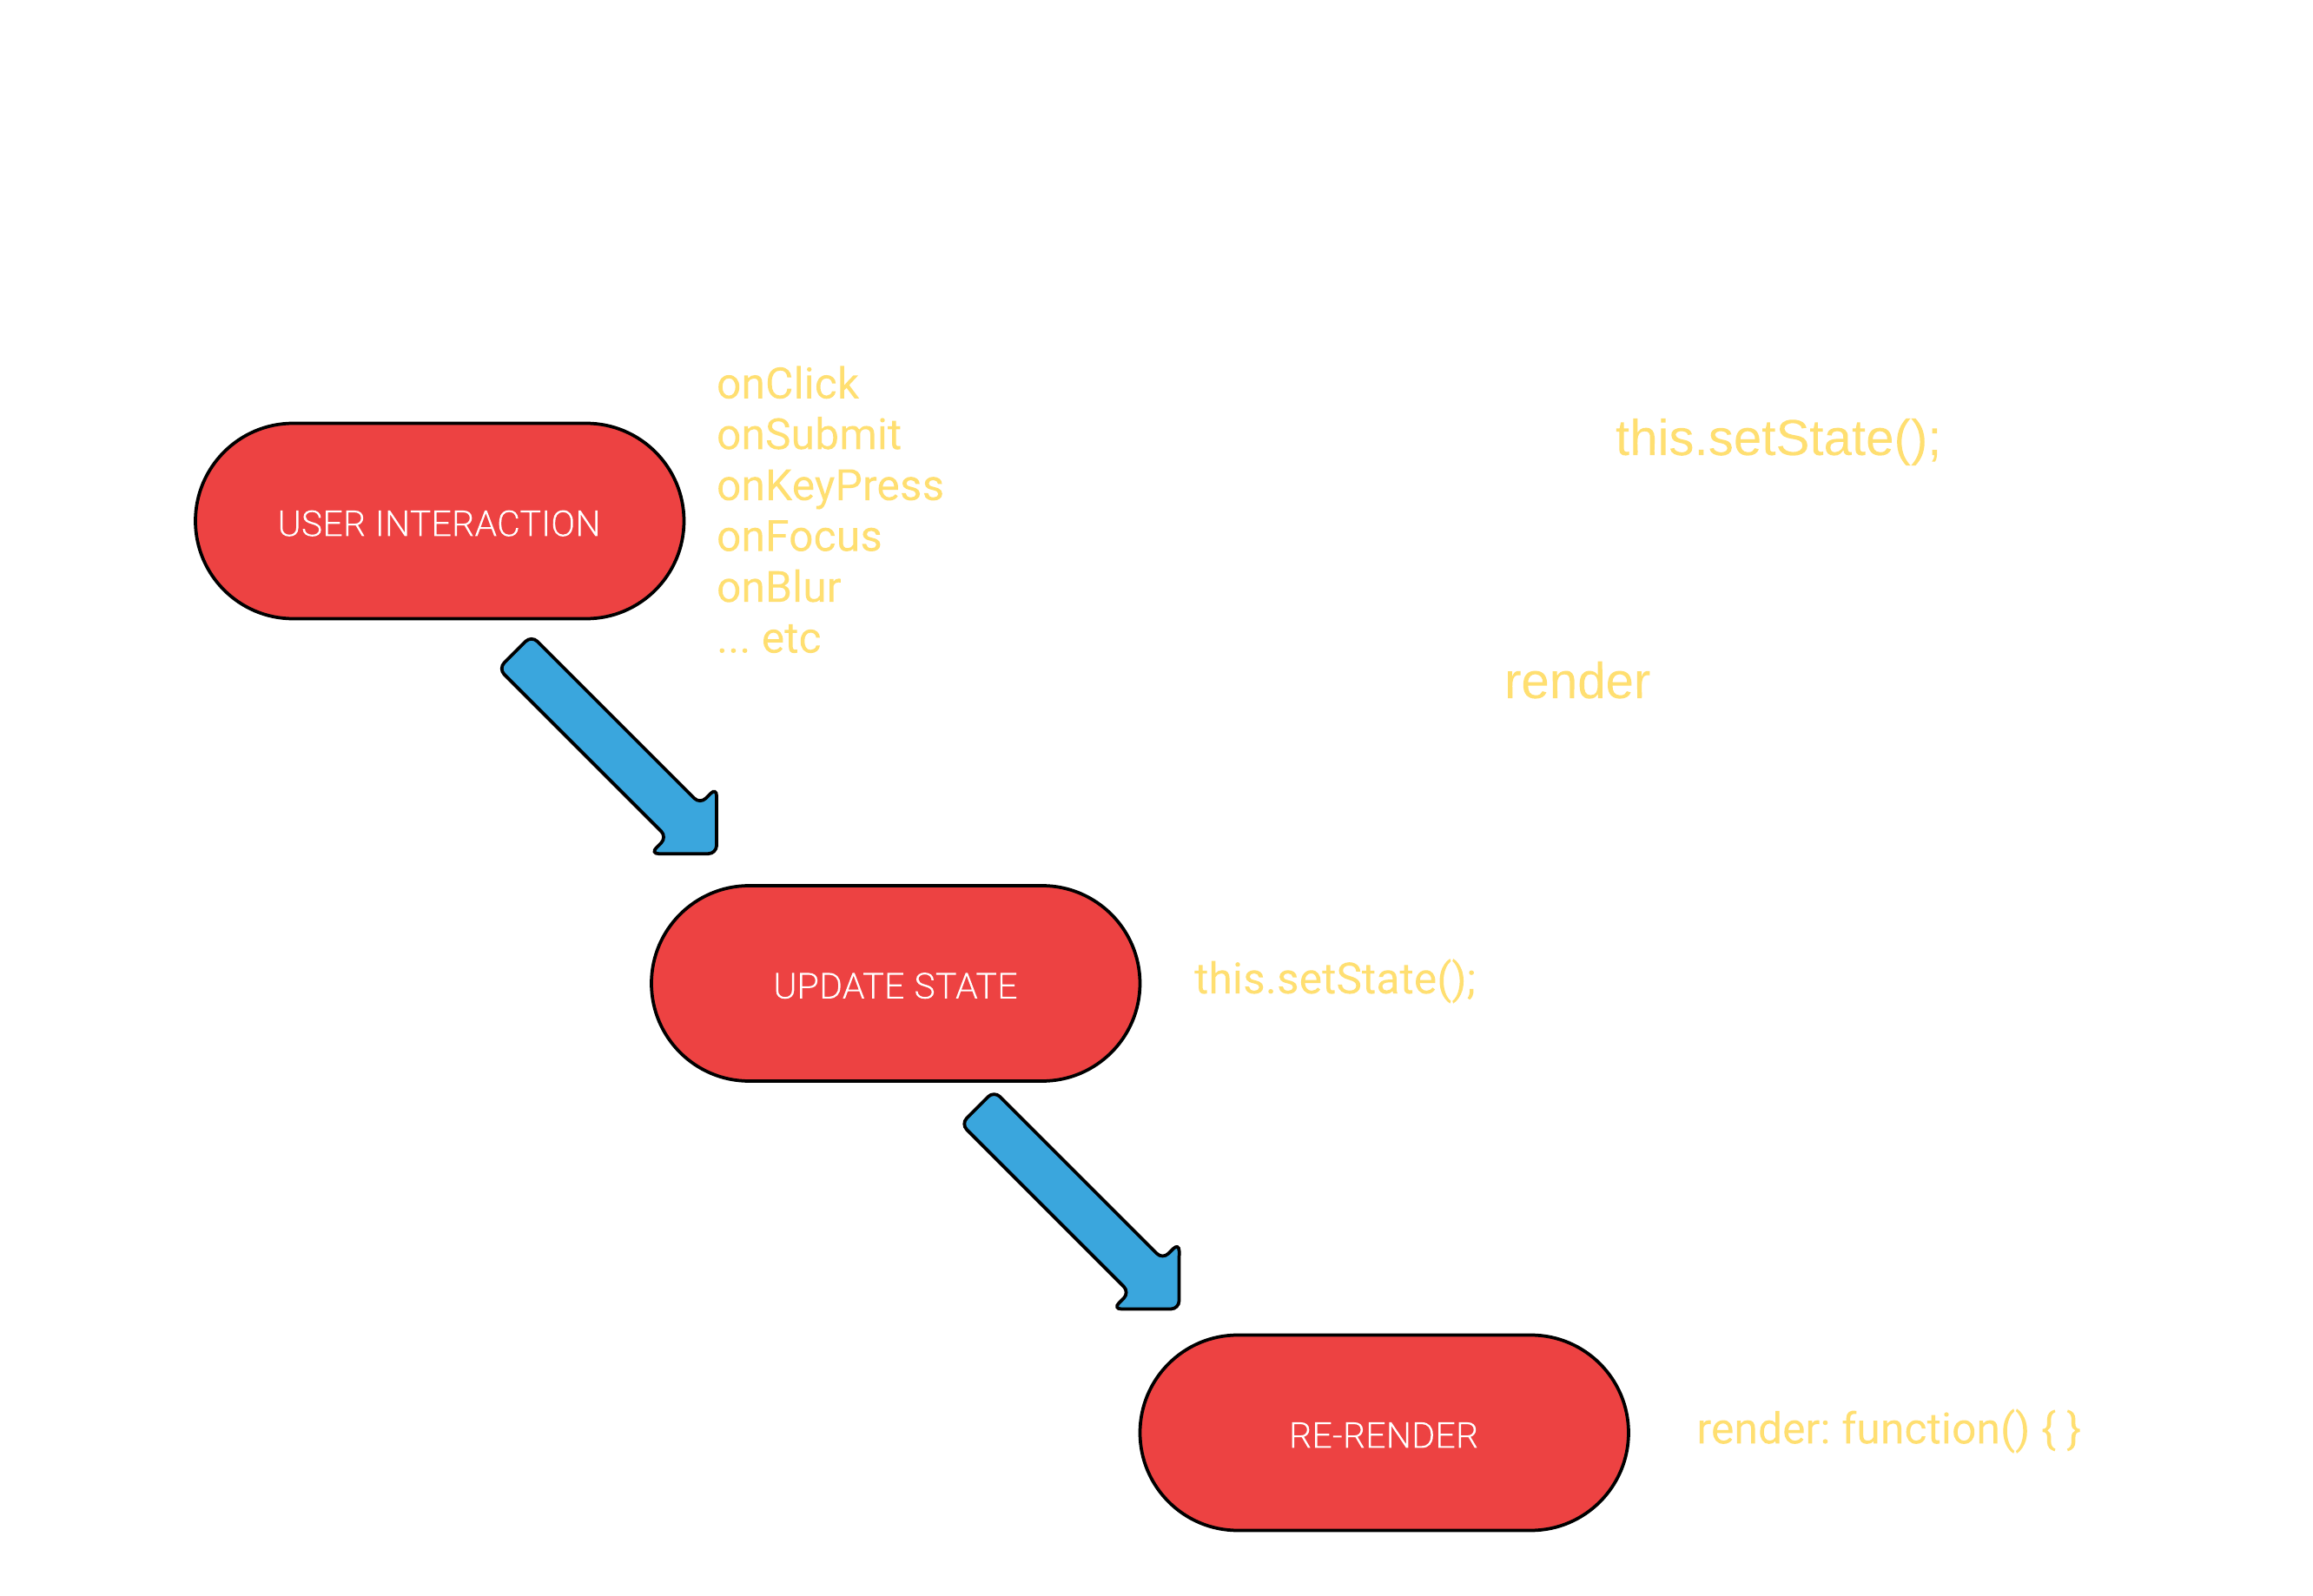 onClick
onSubmit
onKeyPress
onFocus
onBlur
... etc
USER INTERACTION
this.setState();
render
UPDATE STATE
this.setState();
RE-RENDER
render: function() { }